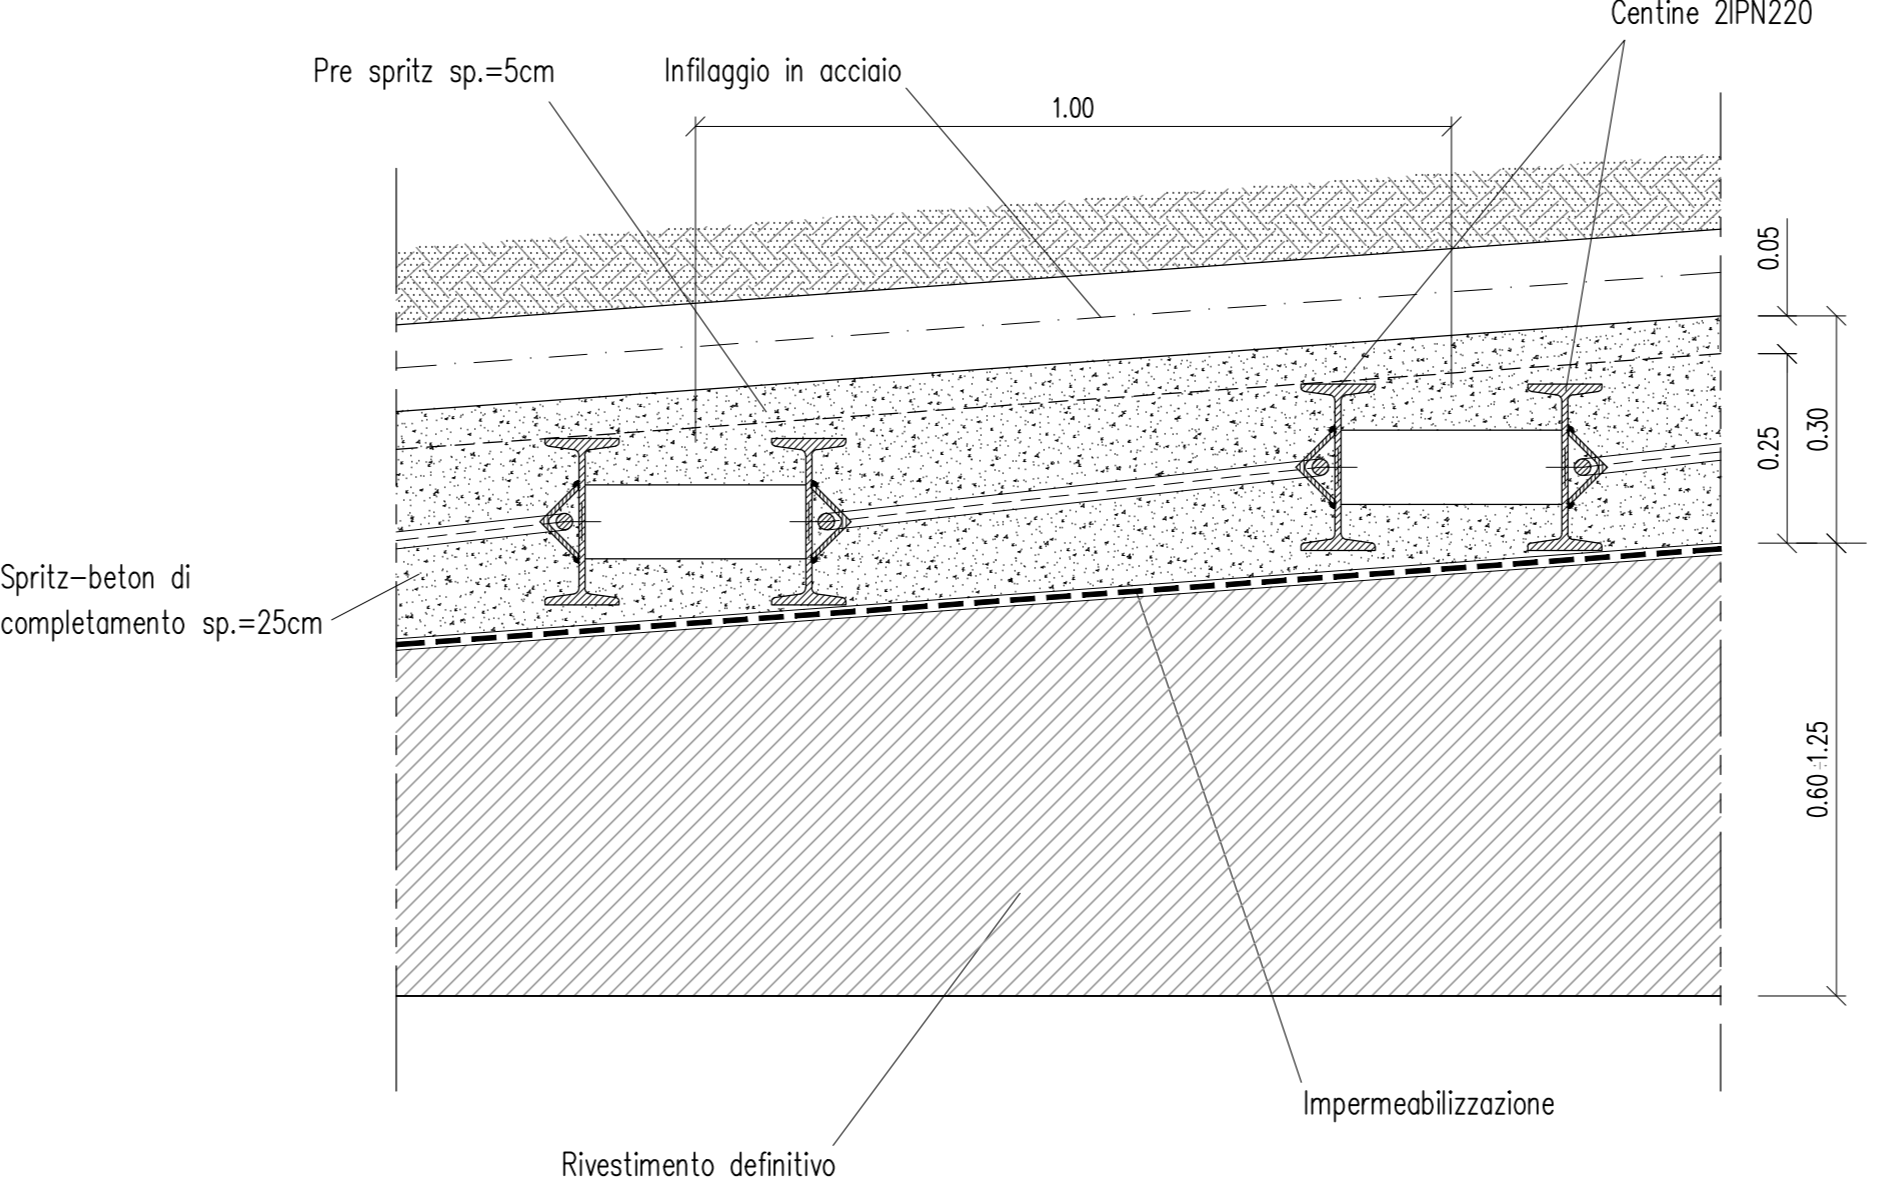 Centine 2IPN220
Pre spritz sp.=5cm
Infilaggio in acciaio
1.00
0.05
0.30
0.25
Spritz-beton di
completamento sp.=25cm
0.60÷1.25
Impermeabilizzazione
Rivestimento definitivo